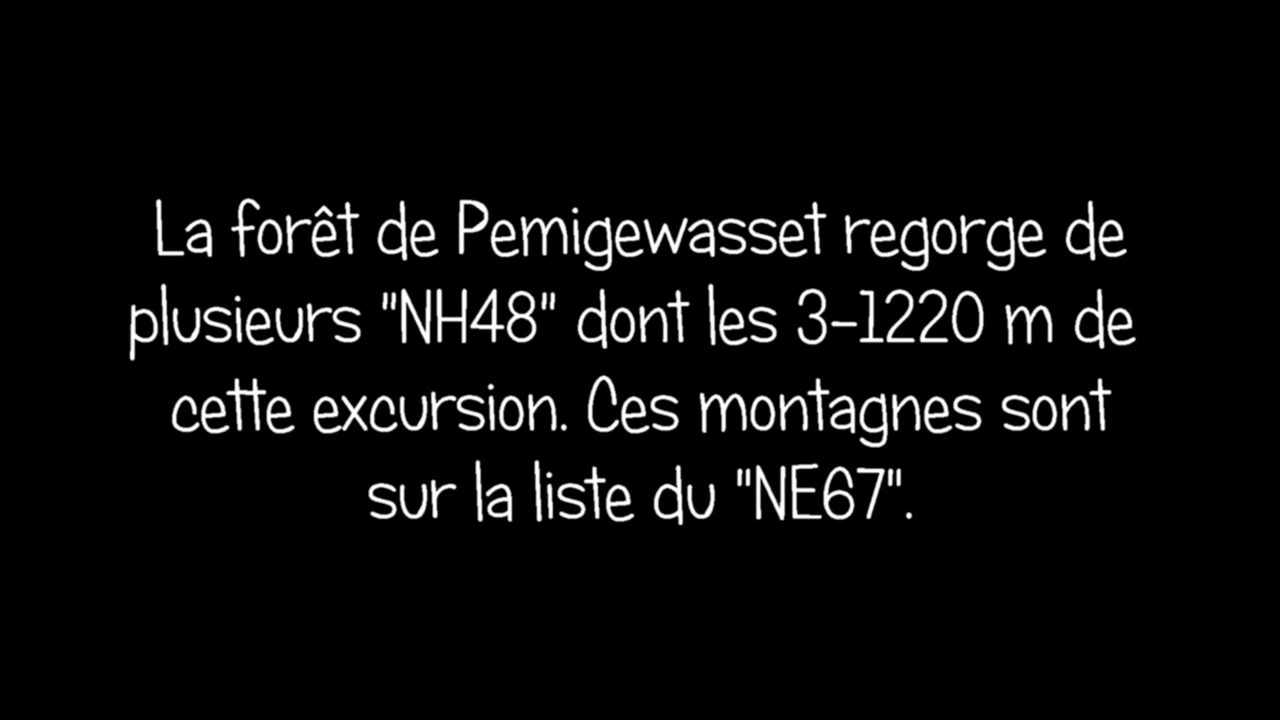 La forêt de Pemigewasset regorge de
plusieurs "NH48" dont les 3-1220 m de
cette excursion. Ces montagnes sont
sur la liste du "NE67".